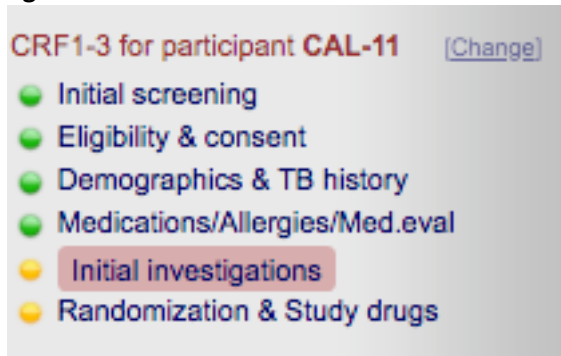 CRF1-3 for participant CAL-11 [Change]
Initial screening
Eligibility & consent
Demographics & TB history
Medications/Allergies/Med.eval
Initial investigations
Randomization & Study drugs